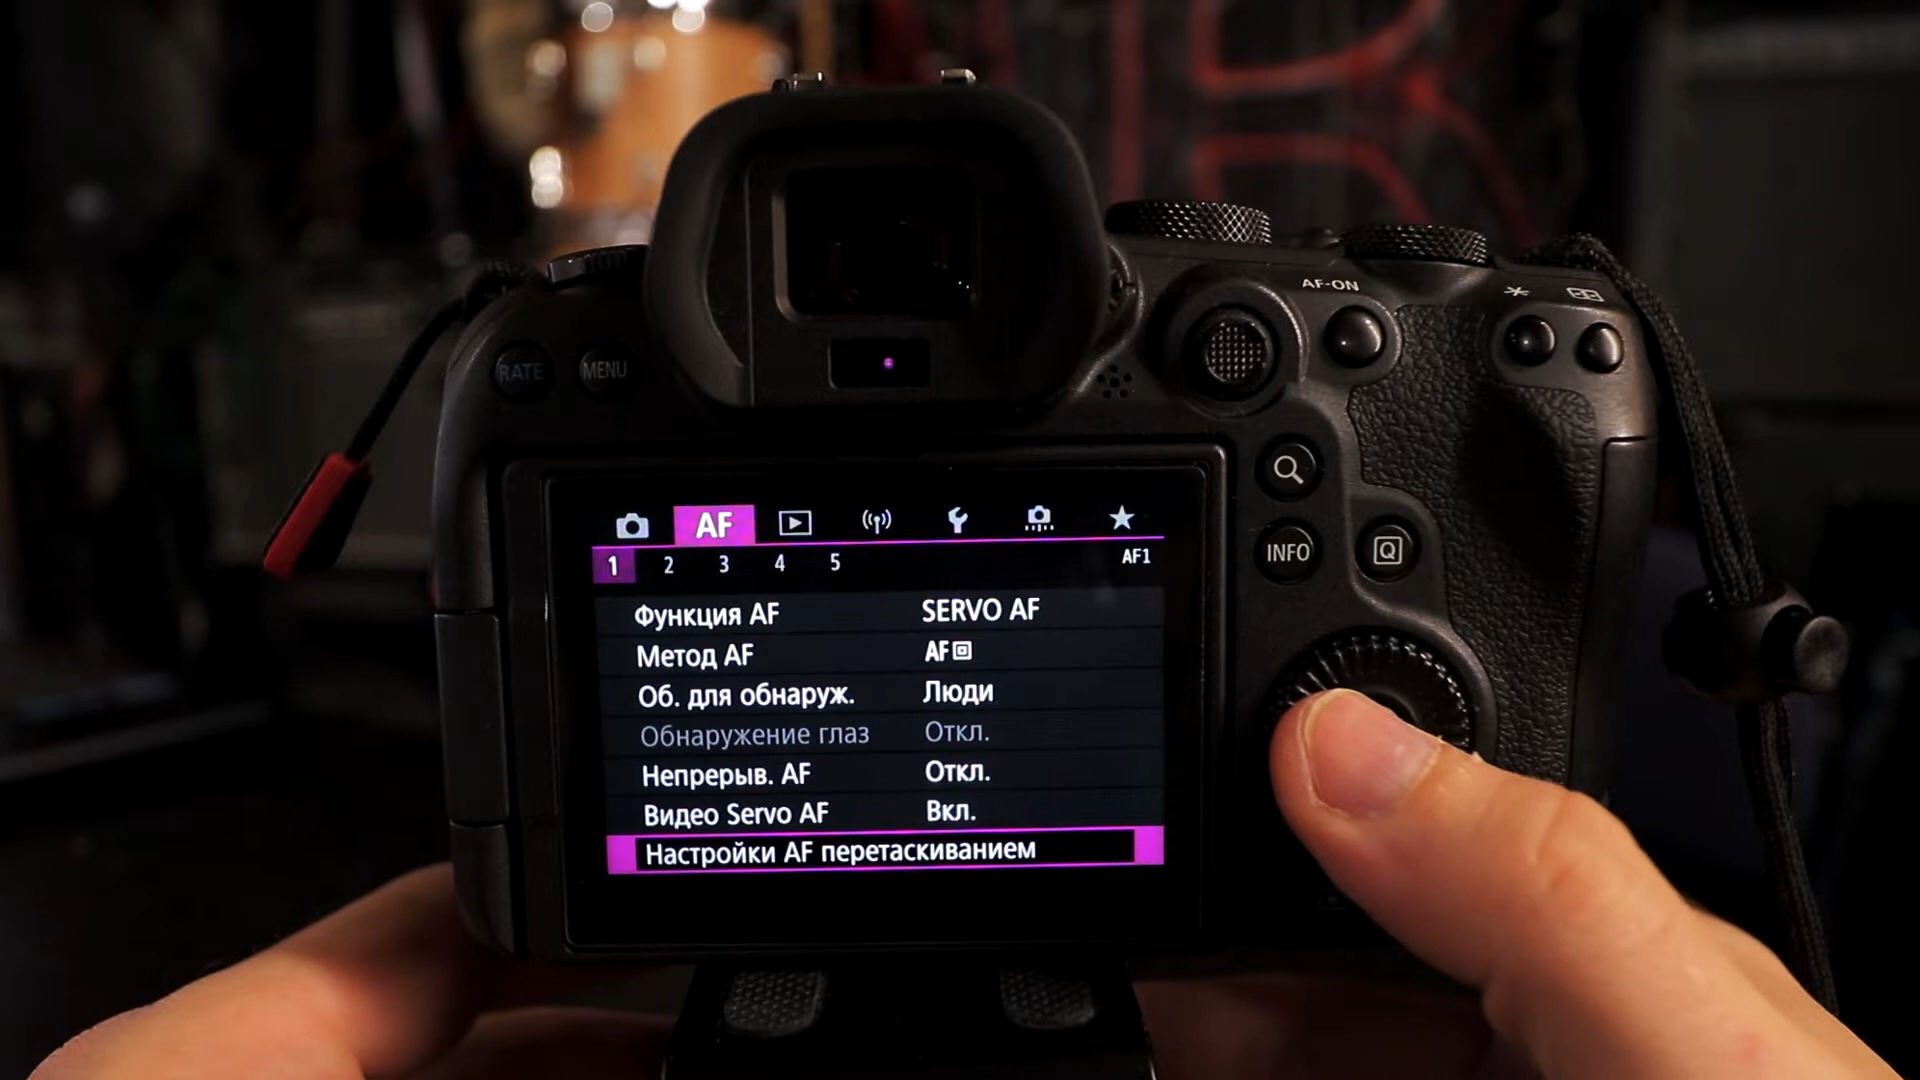 AF-ON
RATE MENU
INFO Q
AF
1 2 3 4 5 AF1
Функция AF SERVO AF
Метод AF AF
Об. для обнаруж. Люди
Обнаружение глаз Откл.
Непрерыв. AF Откл.
Видео Servo AF Вкл.
Настройки AF перетаскиванием